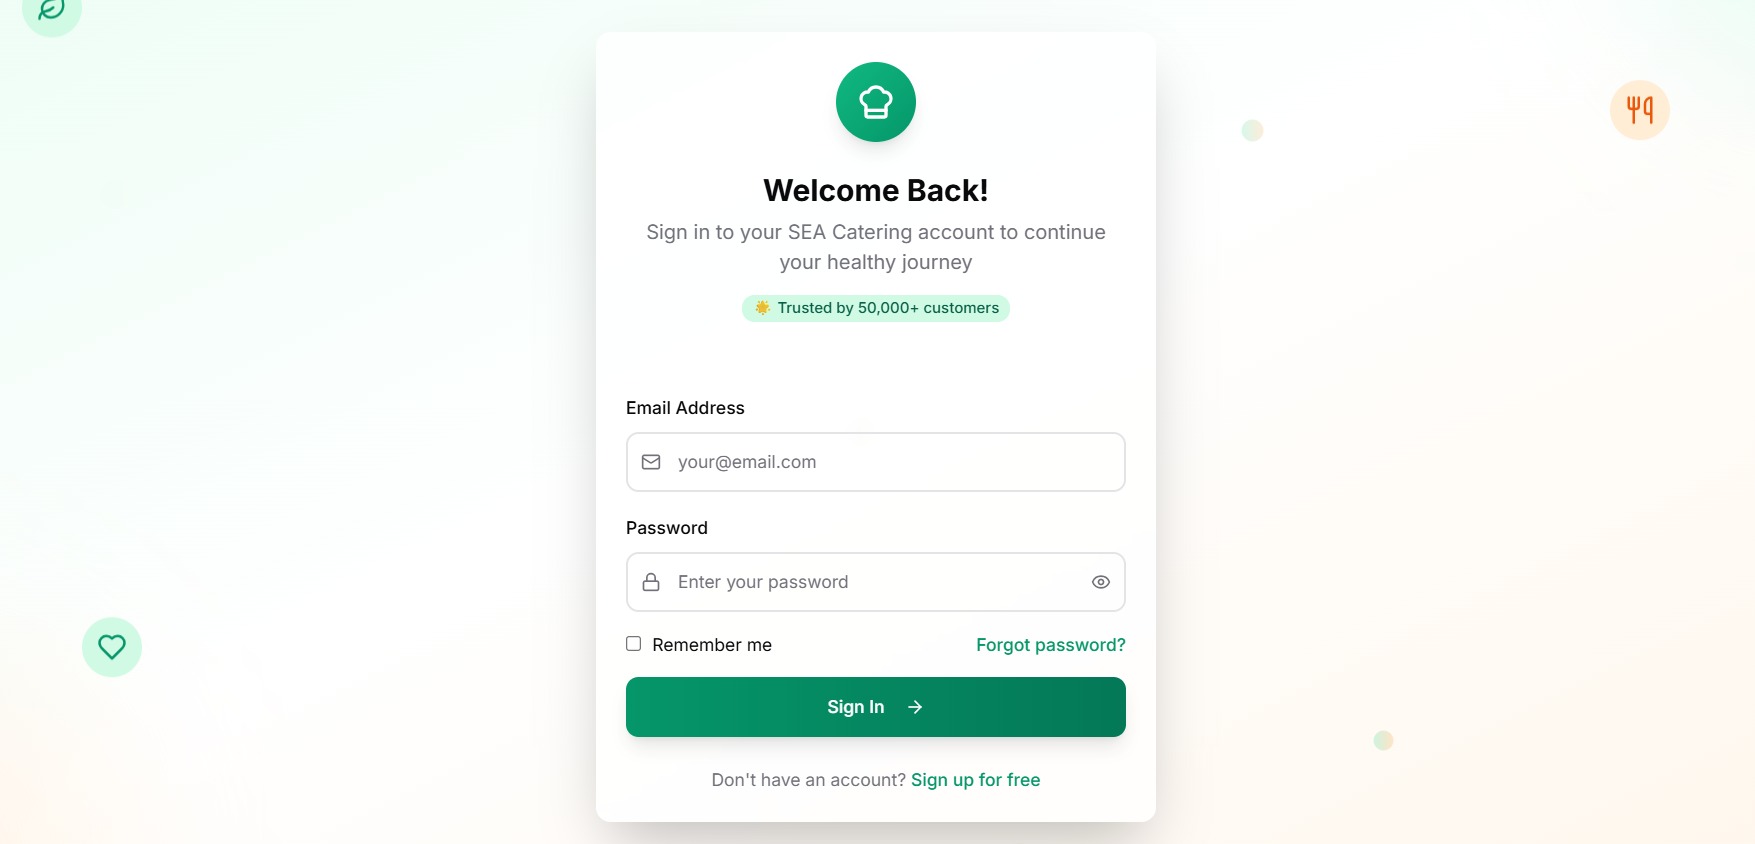 Welcome Back!
Sign in to your SEA Catering account to continue
your healthy journey
🌟 Trusted by 50,000+ customers
Email Address
your@email.com
Password
Enter your password
Remember me
Forgot password?
Sign In →
Don't have an account? Sign up for free